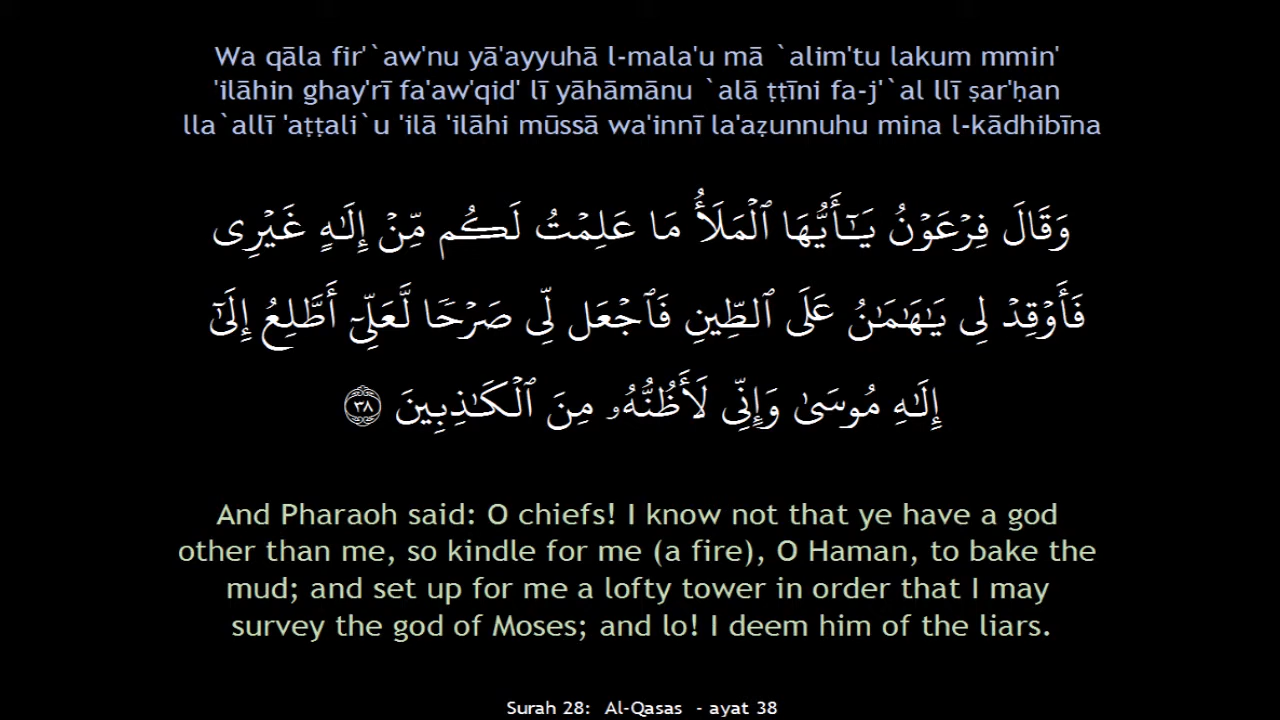 Wa qāla fir'`aw'nu yā'ayyuhā l-mala'u mā `alim'tu lakum mmin'
'ilāhin ghay'rī fa'aw'qid' lī yāhāmānu `alā ṭṭīni fa-j'`al llī ṣar'ḥan
lla`allī 'aṭṭali`u 'ilā 'ilāhi mūssā wa'innī la'aẓunnuhu mina l-kādhibīna
وَقَالَ فِرْعَوْنُ يَـٰٓأَيُّهَا ٱلْمَلَأُ مَا عَلِمْتُ لَكُم مِّنْ إِلَـٰهٍ غَيْرِى
فَأَوْقِدْ لِى يَـٰهَـٰمَـٰنُ عَلَى ٱلطِّينِ فَٱجْعَل لِّى صَرْحًا لَّعَلِّىٓ أَطَّلِعُ إِلَىٰٓ
إِلَـٰهِ مُوسَىٰ وَإِنِّى لَأَظُنُّهُۥ مِنَ ٱلْكَـٰذِبِينَ ٣٨
And Pharaoh said: O chiefs! I know not that ye have a god
other than me, so kindle for me (a fire), O Haman, to bake the
mud; and set up for me a lofty tower in order that I may
survey the god of Moses; and lo! I deem him of the liars.
Surah 28: Al-Qasas - ayat 38